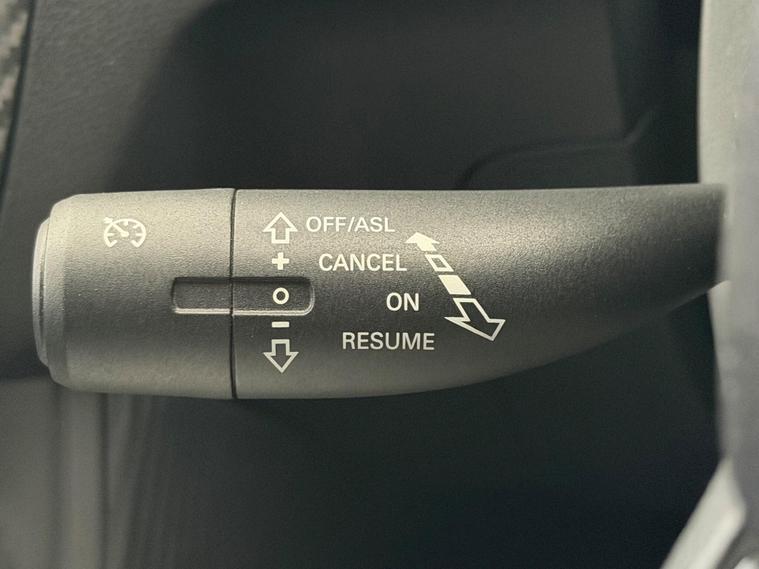 OFF/ASL
+ CANCEL
O ON
− RESUME